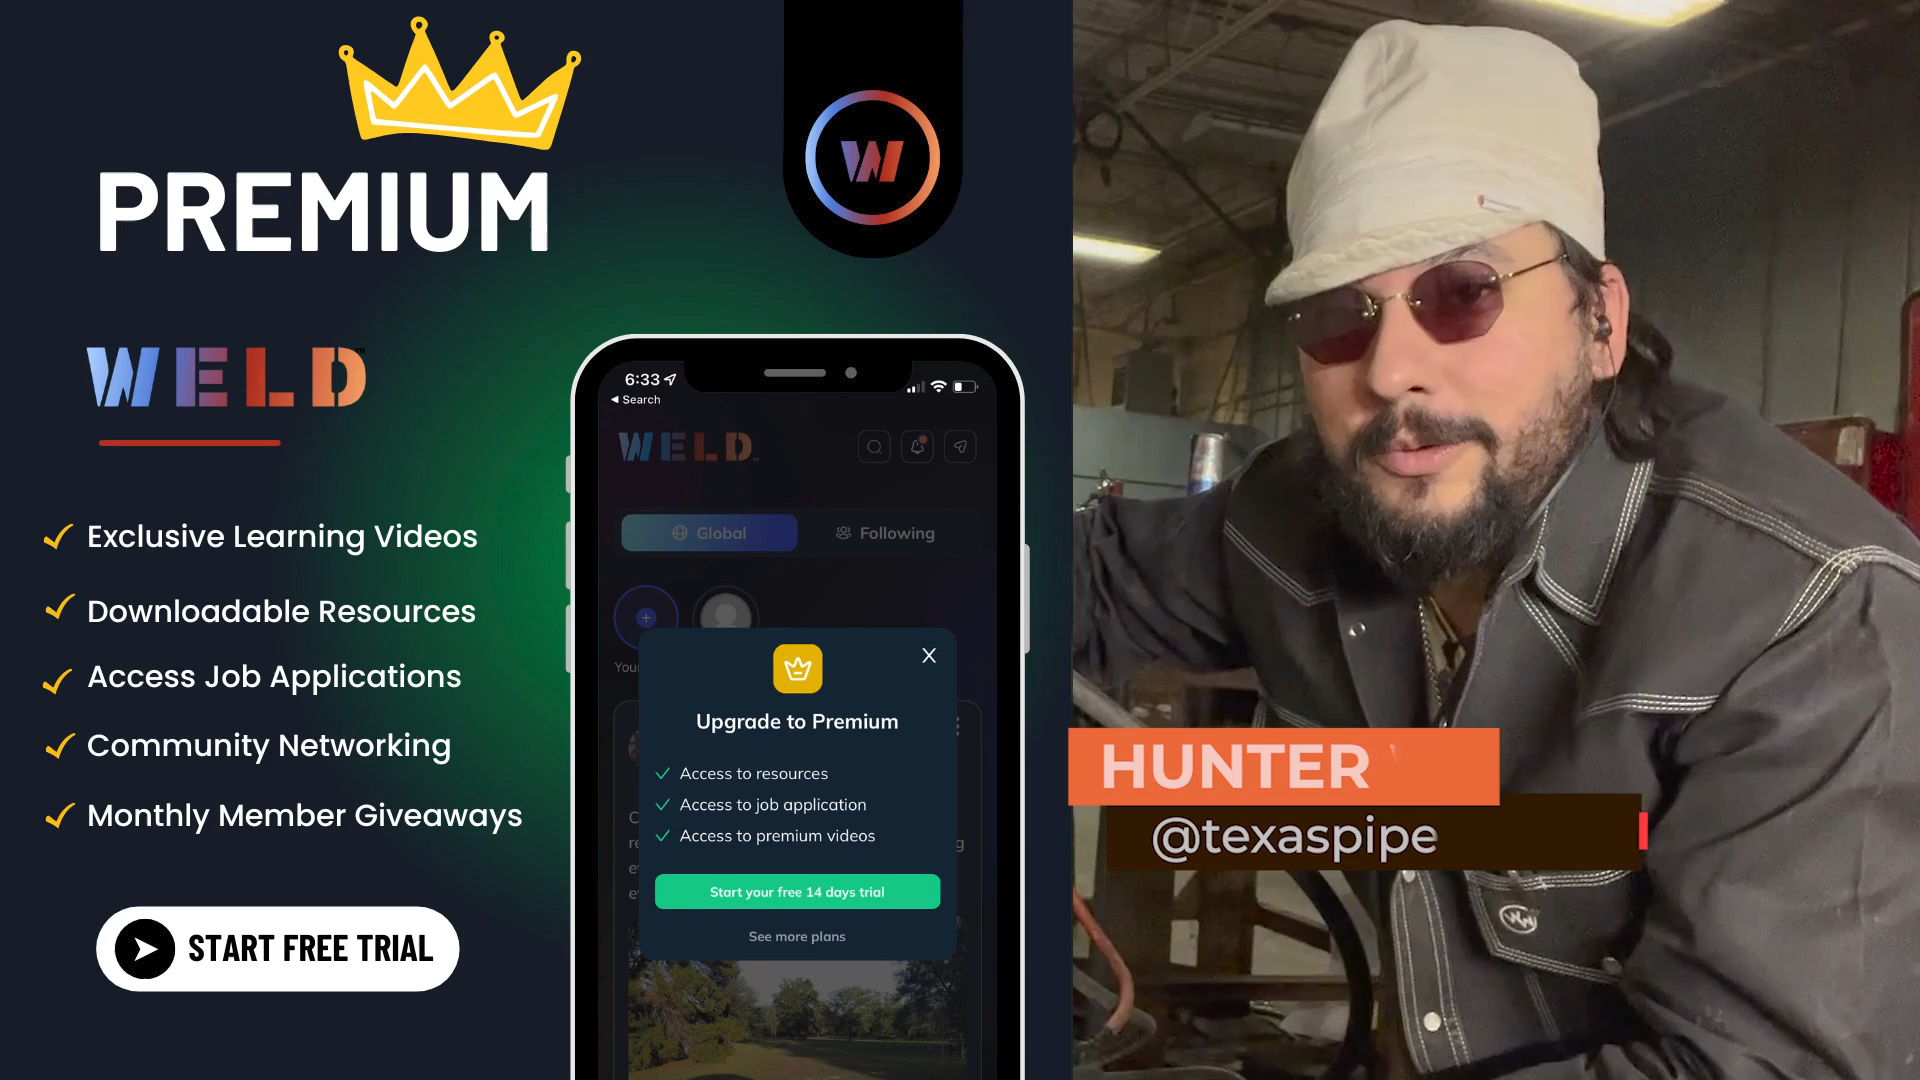 PREMIUM
WELD
Exclusive Learning Videos
Downloadable Resources
Access Job Applications
Community Networking
Monthly Member Giveaways
START FREE TRIAL
W
6:33
Search
WELD
Global
Following
Your
Upgrade to Premium
X
Access to resources
Access to job application
Access to premium videos
Start your free 14 days trial
See more plans
HUNTER
@texaspipe